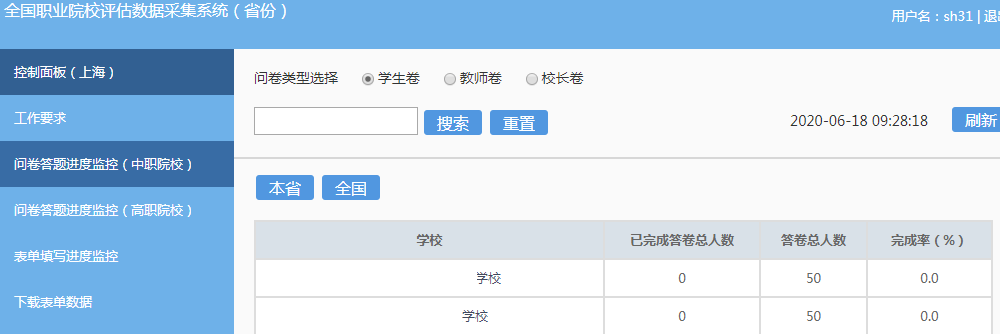 全国职业院校评估数据采集系统（省份）
用户名：sh31 | 退出
控制面板（上海）
工作要求
问卷答题进度监控（中职院校）
问卷答题进度监控（高职院校）
表单填写进度监控
下载表单数据
问卷类型选择 学生卷 教师卷 校长卷
搜索 重置 2020-06-18 09:28:18 刷新
本省 全国
学校 已完成答卷总人数 答卷总人数 完成率（%）
学校 0 50 0.0
学校 0 50 0.0